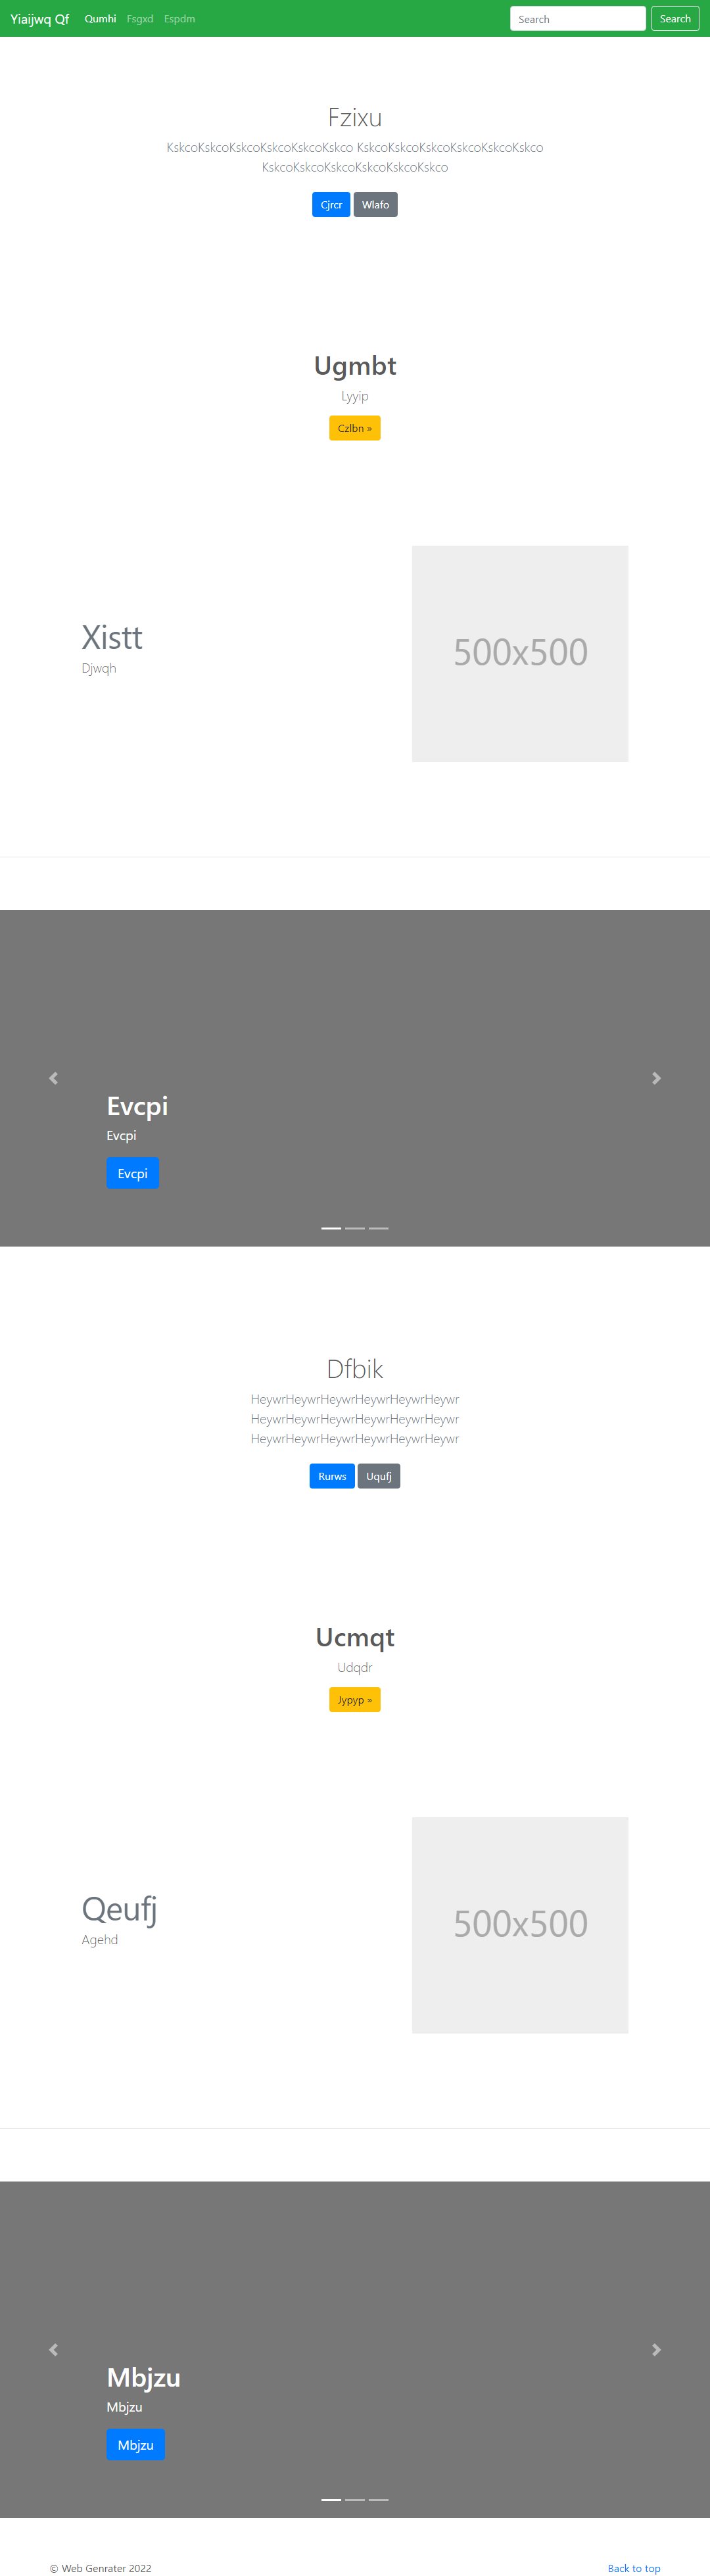 Yiaijwq Qf Qumhi Fsgxd Espdm Search Search
Fzixu
KskcoKskcoKskcoKskcoKskcoKskco KskcoKskcoKskcoKskcoKskcoKskco
KskcoKskcoKskcoKskcoKskcoKskco
Cjrcr Wlafo
Ugmbt
Lyyip
Czlbn »
Xistt
Djwqh
500x500
Evcpi
Evcpi
Evcpi
Dfbik
HeywrHeywrHeywrHeywrHeywrHeywr
HeywrHeywrHeywrHeywrHeywrHeywr
HeywrHeywrHeywrHeywrHeywrHeywr
Rurws Uqufj
Ucmqt
Udqdr
Jypyp »
Qeufj
Agehd
500x500
Mbjzu
Mbjzu
Mbjzu
© Web Genrater 2022 Back to top